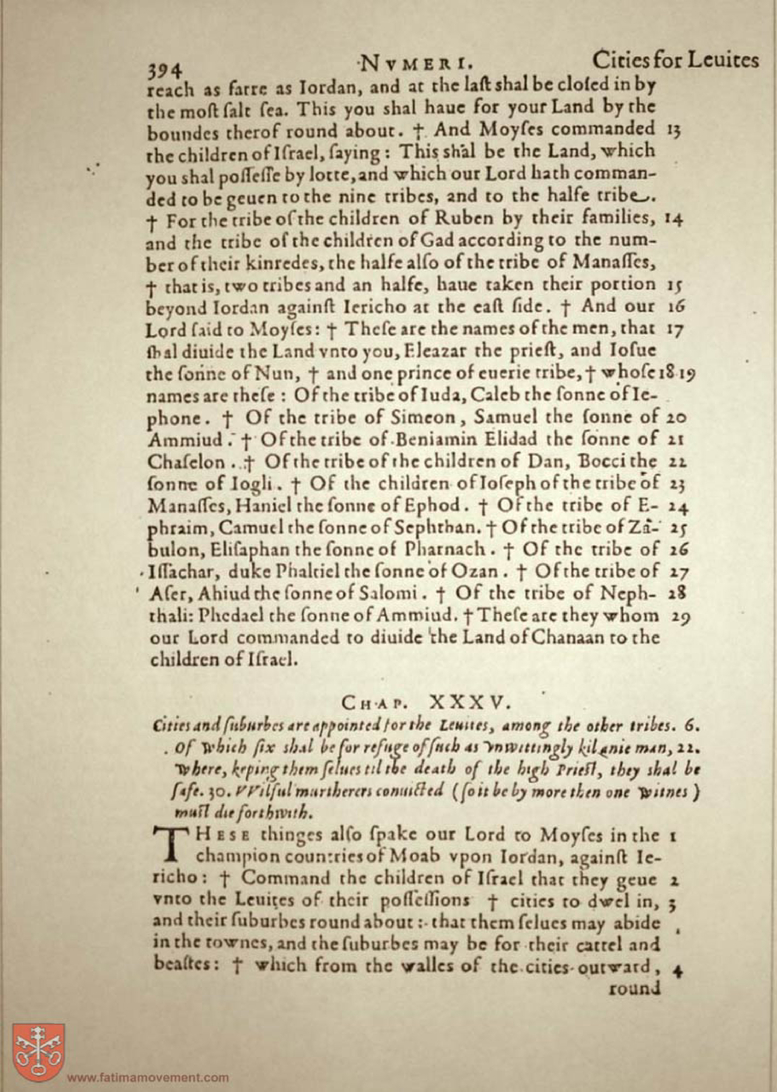 394 NVMERI. Cities for Leuites
reach as farre as Iordan, and at the laſt shal be cloſed in by
the moſt ſalt ſea. This you shal haue for your Land by the
boundes therof round about. † And Moyſes commanded 13
the children of Iſrael, ſaying: This shal be the Land, which
you shal poſſeſſe by lotte, and which our Lord hath comman-
ded to be geuen to the nine tribes, and to the halfe tribe.
† For the tribe of the children of Ruben by their families, 14
and the tribe of the children of Gad according to the num-
ber of their kinredes, the halfe alſo of the tribe of Manaſſes,
† that is, two tribes and an halfe, haue taken their portion 15
beyond Iordan againſt Iericho at the eaſt ſide. † And our 16
Lord ſaid to Moyſes: † Theſe are the names of the men, that 17
shal diuide the Land vnto you, Eleazar the prieſt, and Ioſue
the ſonne of Nun, † and one prince of euerie tribe, † whoſe 18 19
names are theſe: Of the tribe of Iuda, Caleb the ſonne of Ie-
phone. † Of the tribe of Simeon, Samuel the ſonne of 20
Ammiud. † Of the tribe of Beniamin Elidad the ſonne of 21
Chaſelon. † Of the tribe of the children of Dan, Bocci the 22
ſonne of Iogli. † Of the children of Ioſeph of the tribe of 23
Manaſſes, Haniel the ſonne of Ephod. † Of the tribe of E- 24
phraim, Camuel the ſonne of Sephthan. † Of the tribe of Za- 25
bulon, Eliſaphan the ſonne of Pharnach. † Of the tribe of 26
Iſſachar, duke Phaltiel the ſonne of Ozan. † Of the tribe of 27
Aſer, Ahiud the ſonne of Salomi. † Of the tribe of Neph- 28
thali: Phedael the ſonne of Ammiud. † Theſe are they whom 29
our Lord commanded to diuide the Land of Chanaan to the
children of Iſrael.
CHAP. XXXV.
Cities and ſuburbes are appointed for the Leuites, among the other tribes. 6.
Of which ſix shal be for refuge of ſuch as vnwittingly kil anie man, 22.
where, keping them ſelues til the death of the high Prieſt, they shal be
ſafe. 30. VVilful murtherers conuicted (ſo it be by more then one witnes)
muſt die forthwith.
THESE thinges alſo ſpake our Lord to Moyſes in the 1
champion countries of Moab vpon Iordan, againſt Ie-
richo: † Command the children of Iſrael that they geue 2
vnto the Leuites of their poſſeſſions † cities to dwel in, 3
and their ſuburbes round about: that them ſelues may abide
in the townes, and the ſuburbes may be for their cattel and
beaſtes: † which from the walles of the cities outward, 4
round
www.fatimamovement.com